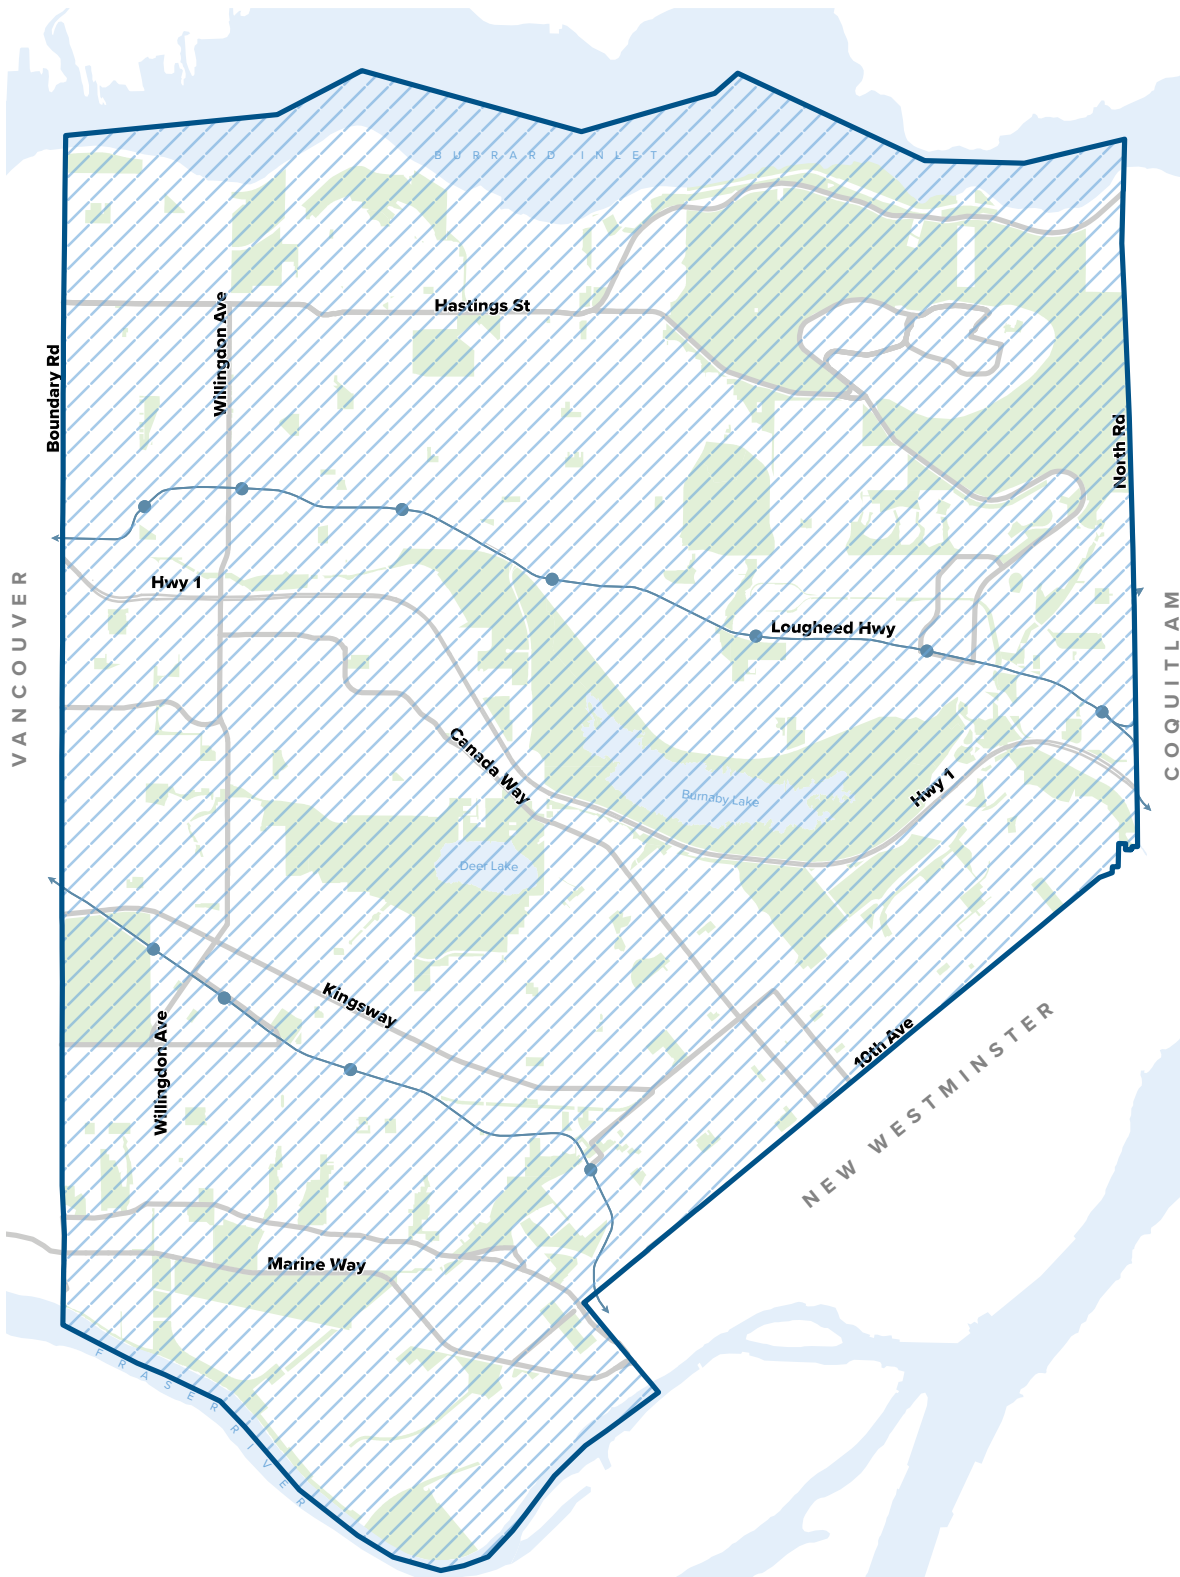 BURRARD INLET
Hastings St
Willingdon Ave
Boundary Rd
North Rd
Hwy 1
VANCOUVER
COQUITLAM
Lougheed Hwy
Canada Way
Burnaby Lake
Hwy 1
Deer Lake
Kingsway
Willingdon Ave
10th Ave
NEW WESTMINSTER
Marine Way
FRASER RIVER